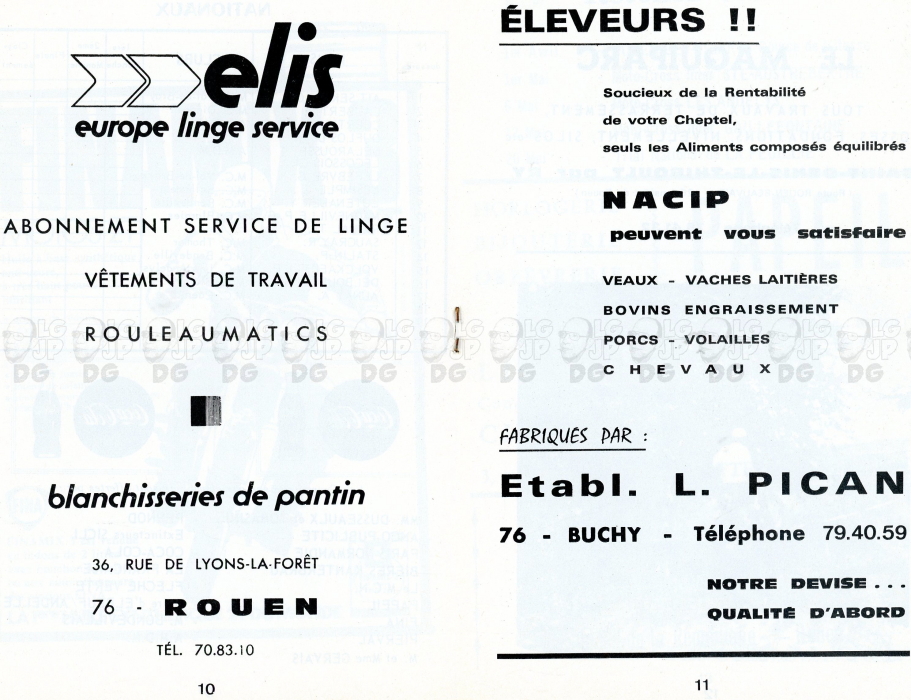 elis
europe linge service
ABONNEMENT SERVICE DE LINGE
VÊTEMENTS DE TRAVAIL
ROULEAUMATICS
blanchisseries de pantin
36, RUE DE LYONS-LA-FORÊT
76 - ROUEN
TÉL. 70.83.10
10
ÉLEVEURS !!
Soucieux de la Rentabilité
de votre Cheptel,
seuls les Aliments composés équilibrés
NACIP
peuvent vous satisfaire
VEAUX - VACHES LAITIÈRES
BOVINS ENGRAISSEMENT
PORCS - VOLAILLES
CHEVAUX
FABRIQUES PAR :
Etabl. L. PICAN
76 - BUCHY - Téléphone 79.40.59
NOTRE DEVISE ...
QUALITÉ D'ABORD
11